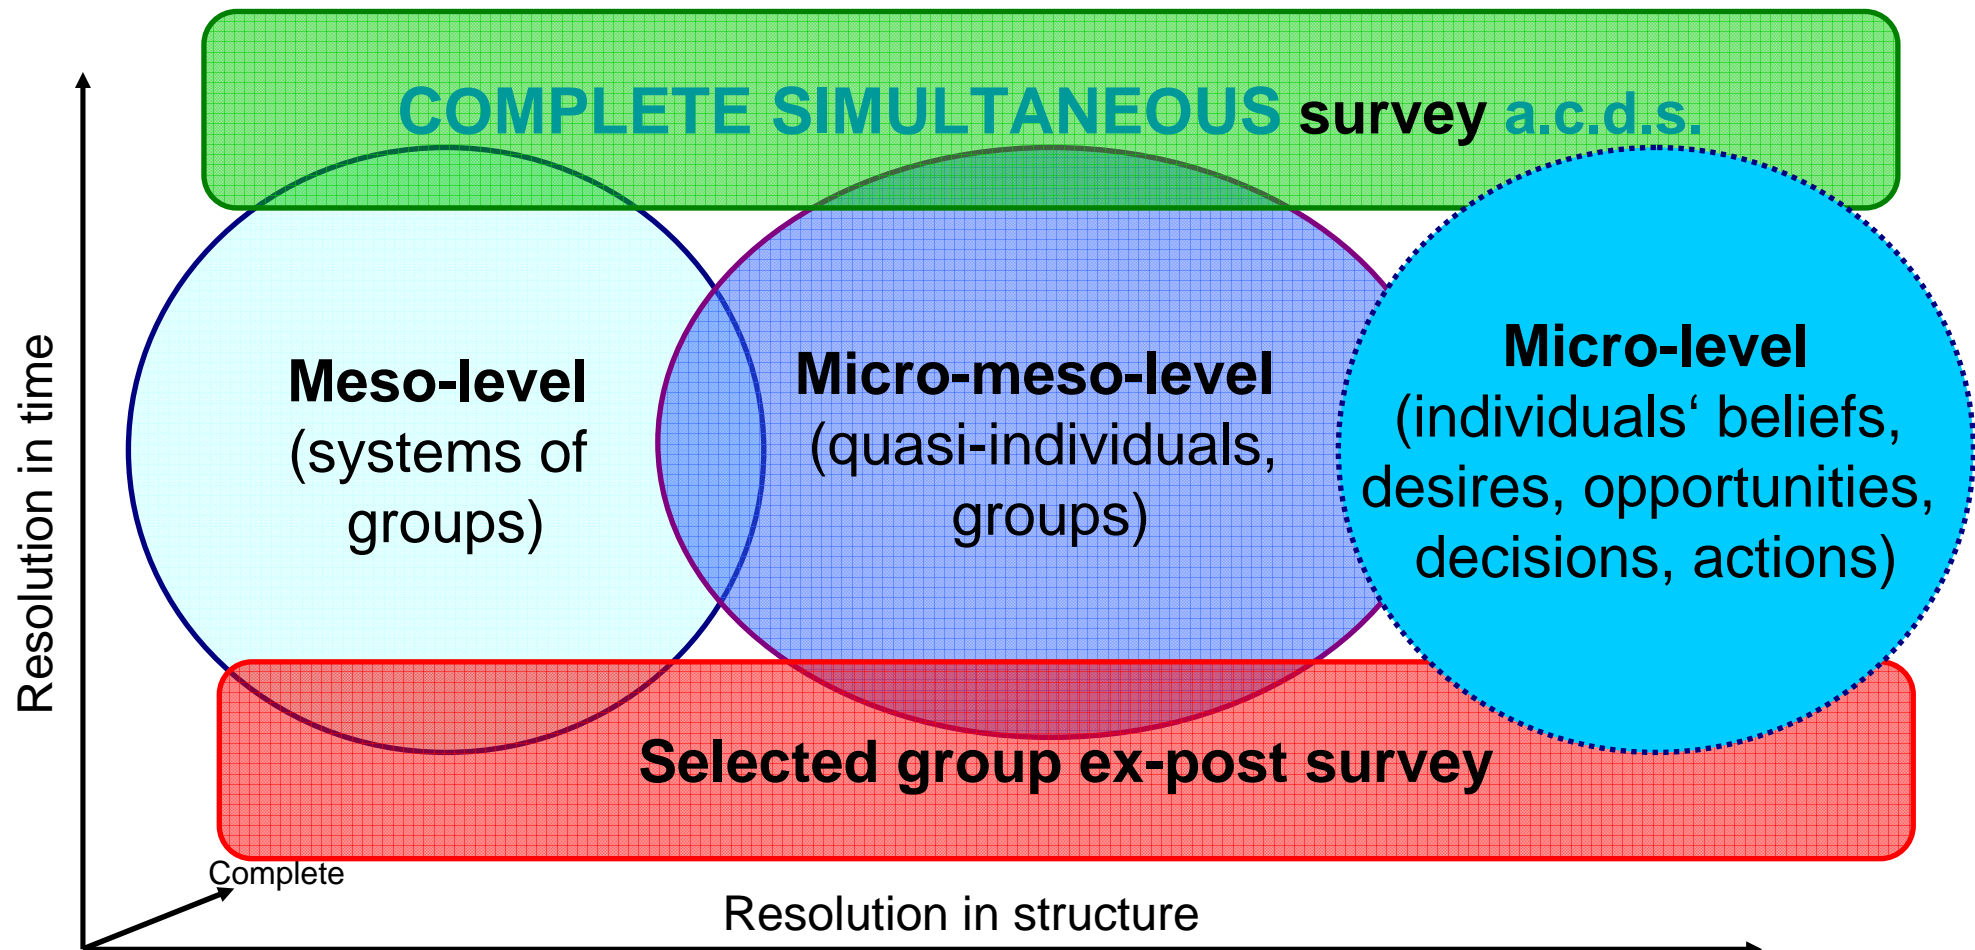 COMPLETE SIMULTANEOUS survey a.c.d.s.
Resolution in time
Meso-level
(systems of
groups)
Micro-meso-level
(quasi-individuals,
groups)
Micro-level
(individuals‘ beliefs,
desires, opportunities,
decisions, actions)
Selected group ex-post survey
Complete
Resolution in structure